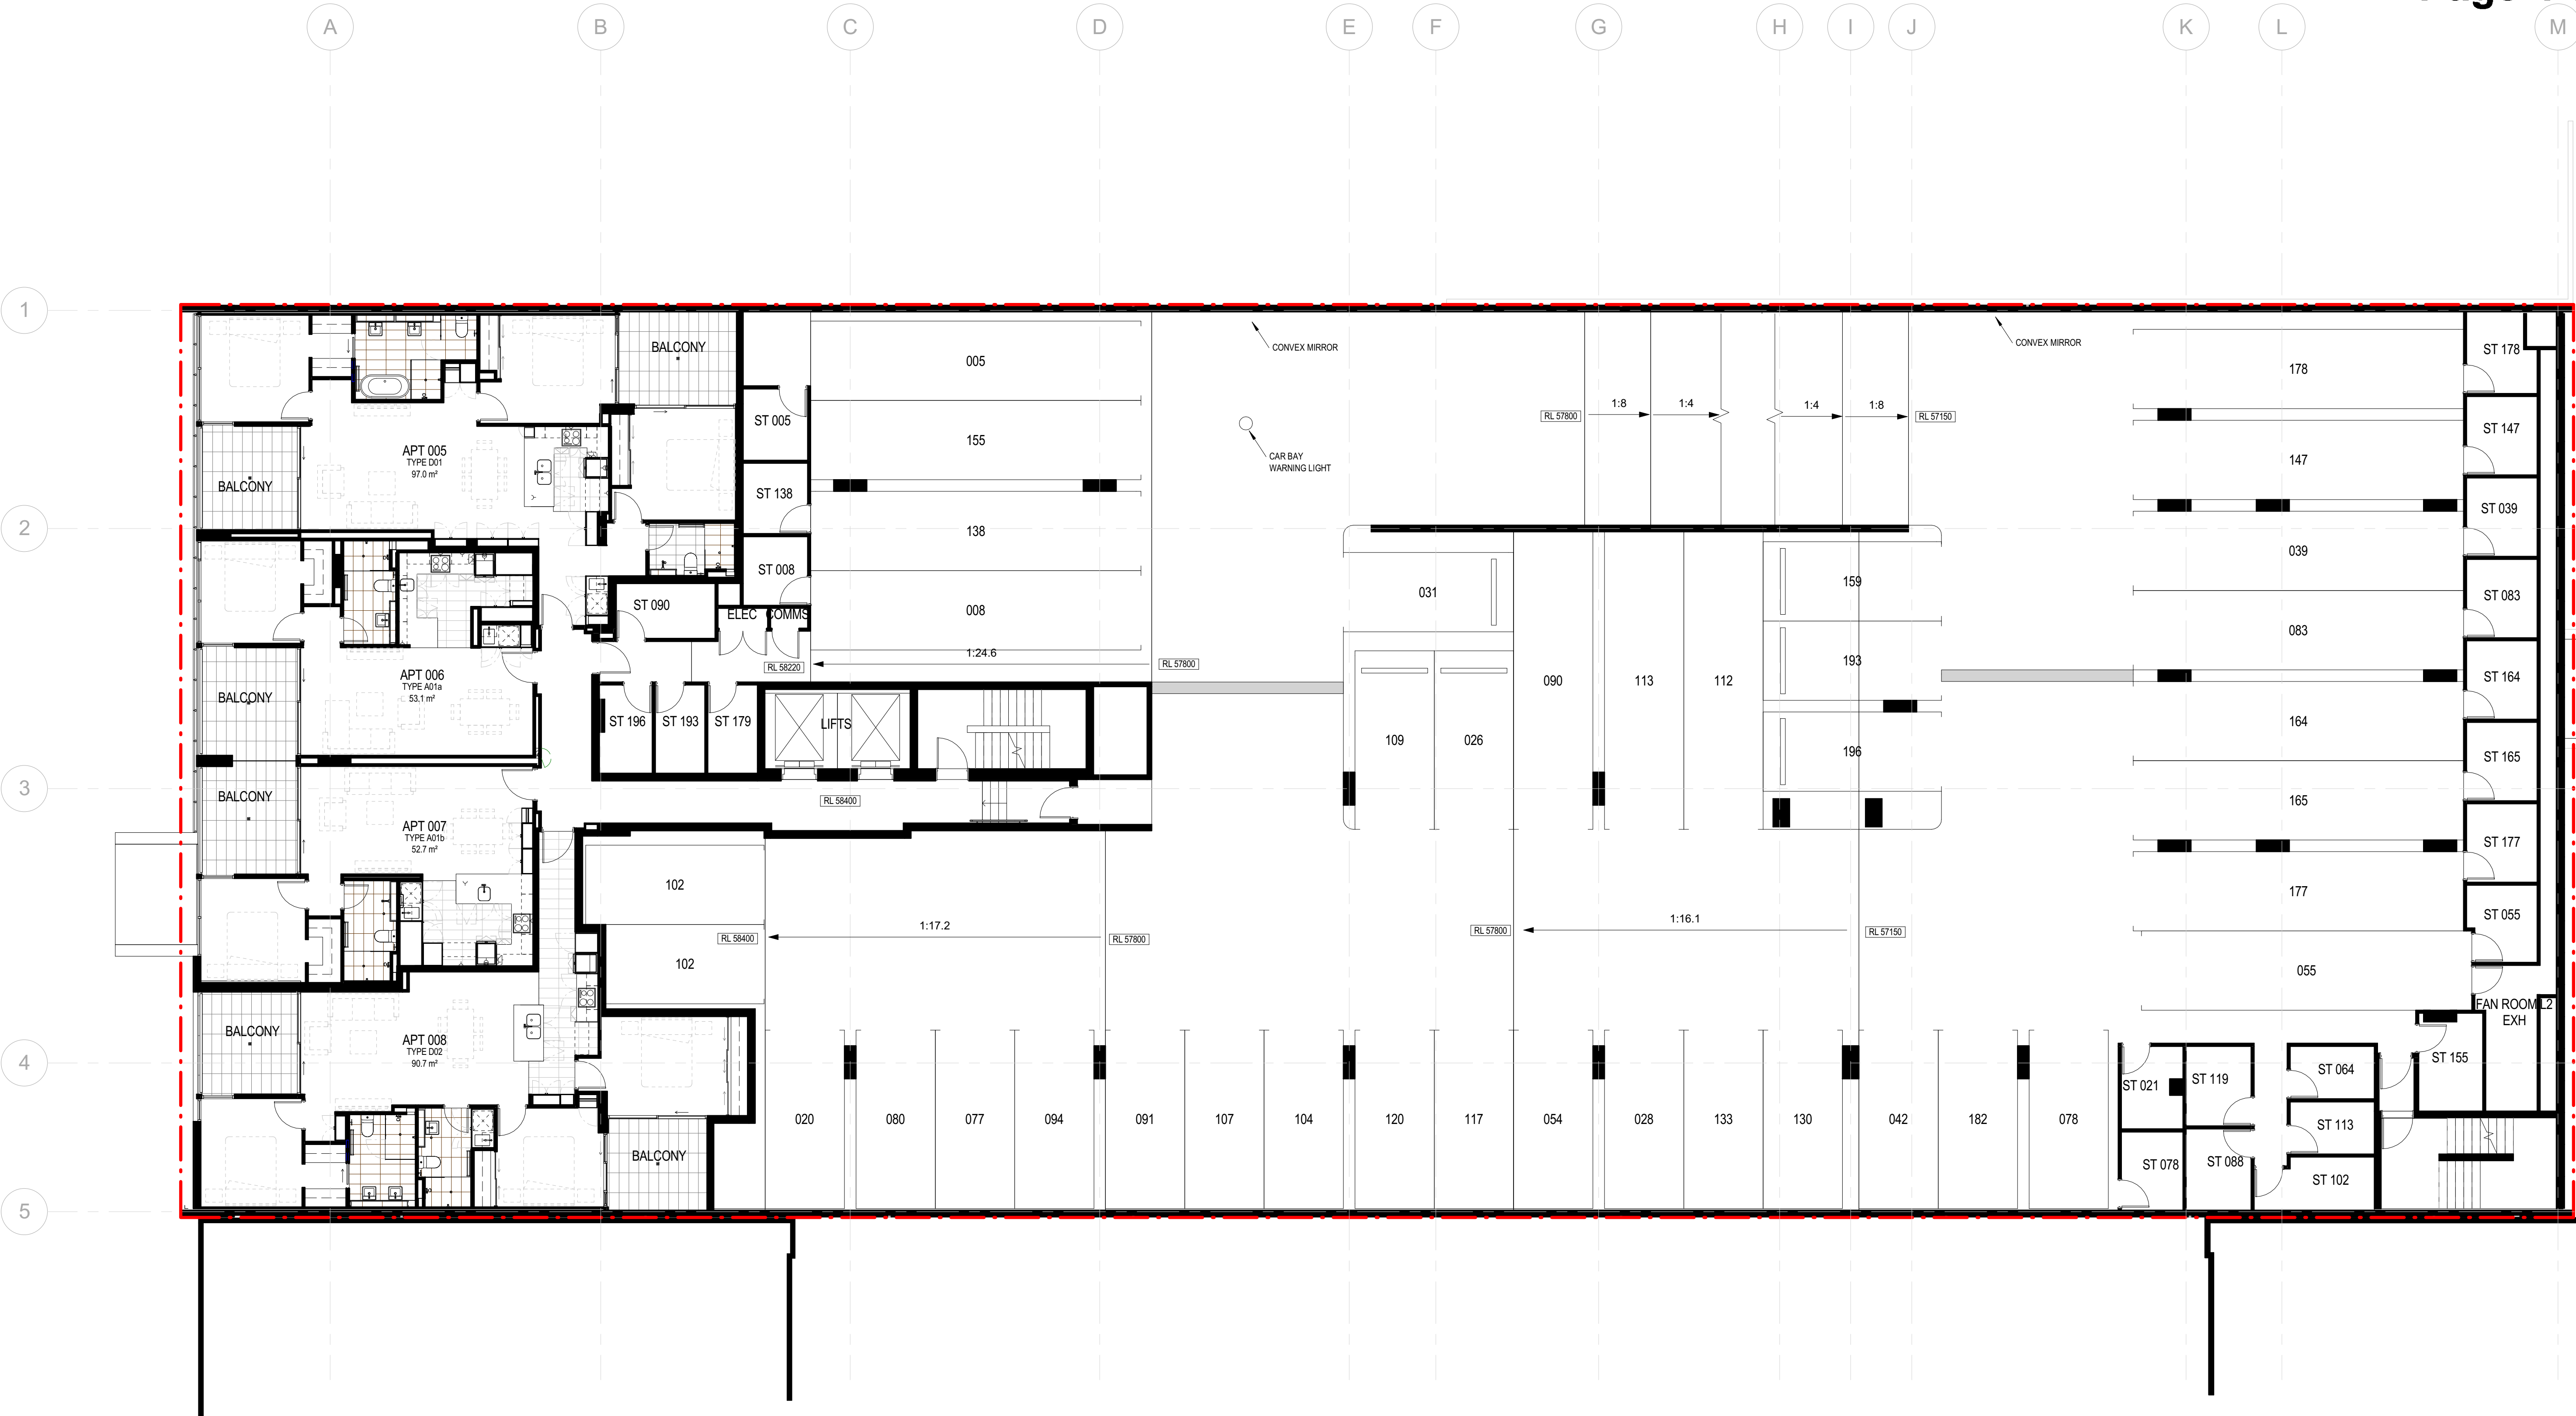 A
B
C
D
E
F
G
H
I
J
K
L
M
1
2
3
4
5
BALCONY
BALCONY
APT 005
TYPE D01
97.0 m²
ST 005
ST 138
ST 008
ST 090
ELEC
COMMS
005
155
138
008
1:24.6
RL 58220
RL 57800
CONVEX MIRROR
CAR BAY
WARNING LIGHT
RL 57800
1:8
1:4
1:4
1:8
RL 57150
CONVEX MIRROR
178
147
039
083
164
165
177
055
ST 178
ST 147
ST 039
ST 083
ST 164
ST 165
ST 177
ST 055
FAN ROOM L2
EXH
BALCONY
APT 006
TYPE A01a
53.1 m²
ST 196
ST 193
ST 179
LIFTS
RL 58400
031
109
026
090
113
112
159
193
196
BALCONY
APT 007
TYPE A01b
52.7 m²
102
102
RL 58400
1:17.2
RL 57800
RL 57800
1:16.1
RL 57150
BALCONY
APT 008
TYPE D02
90.7 m²
BALCONY
020
080
077
094
091
107
104
120
117
054
028
133
130
042
182
078
ST 021
ST 119
ST 064
ST 155
ST 113
ST 078
ST 088
ST 102